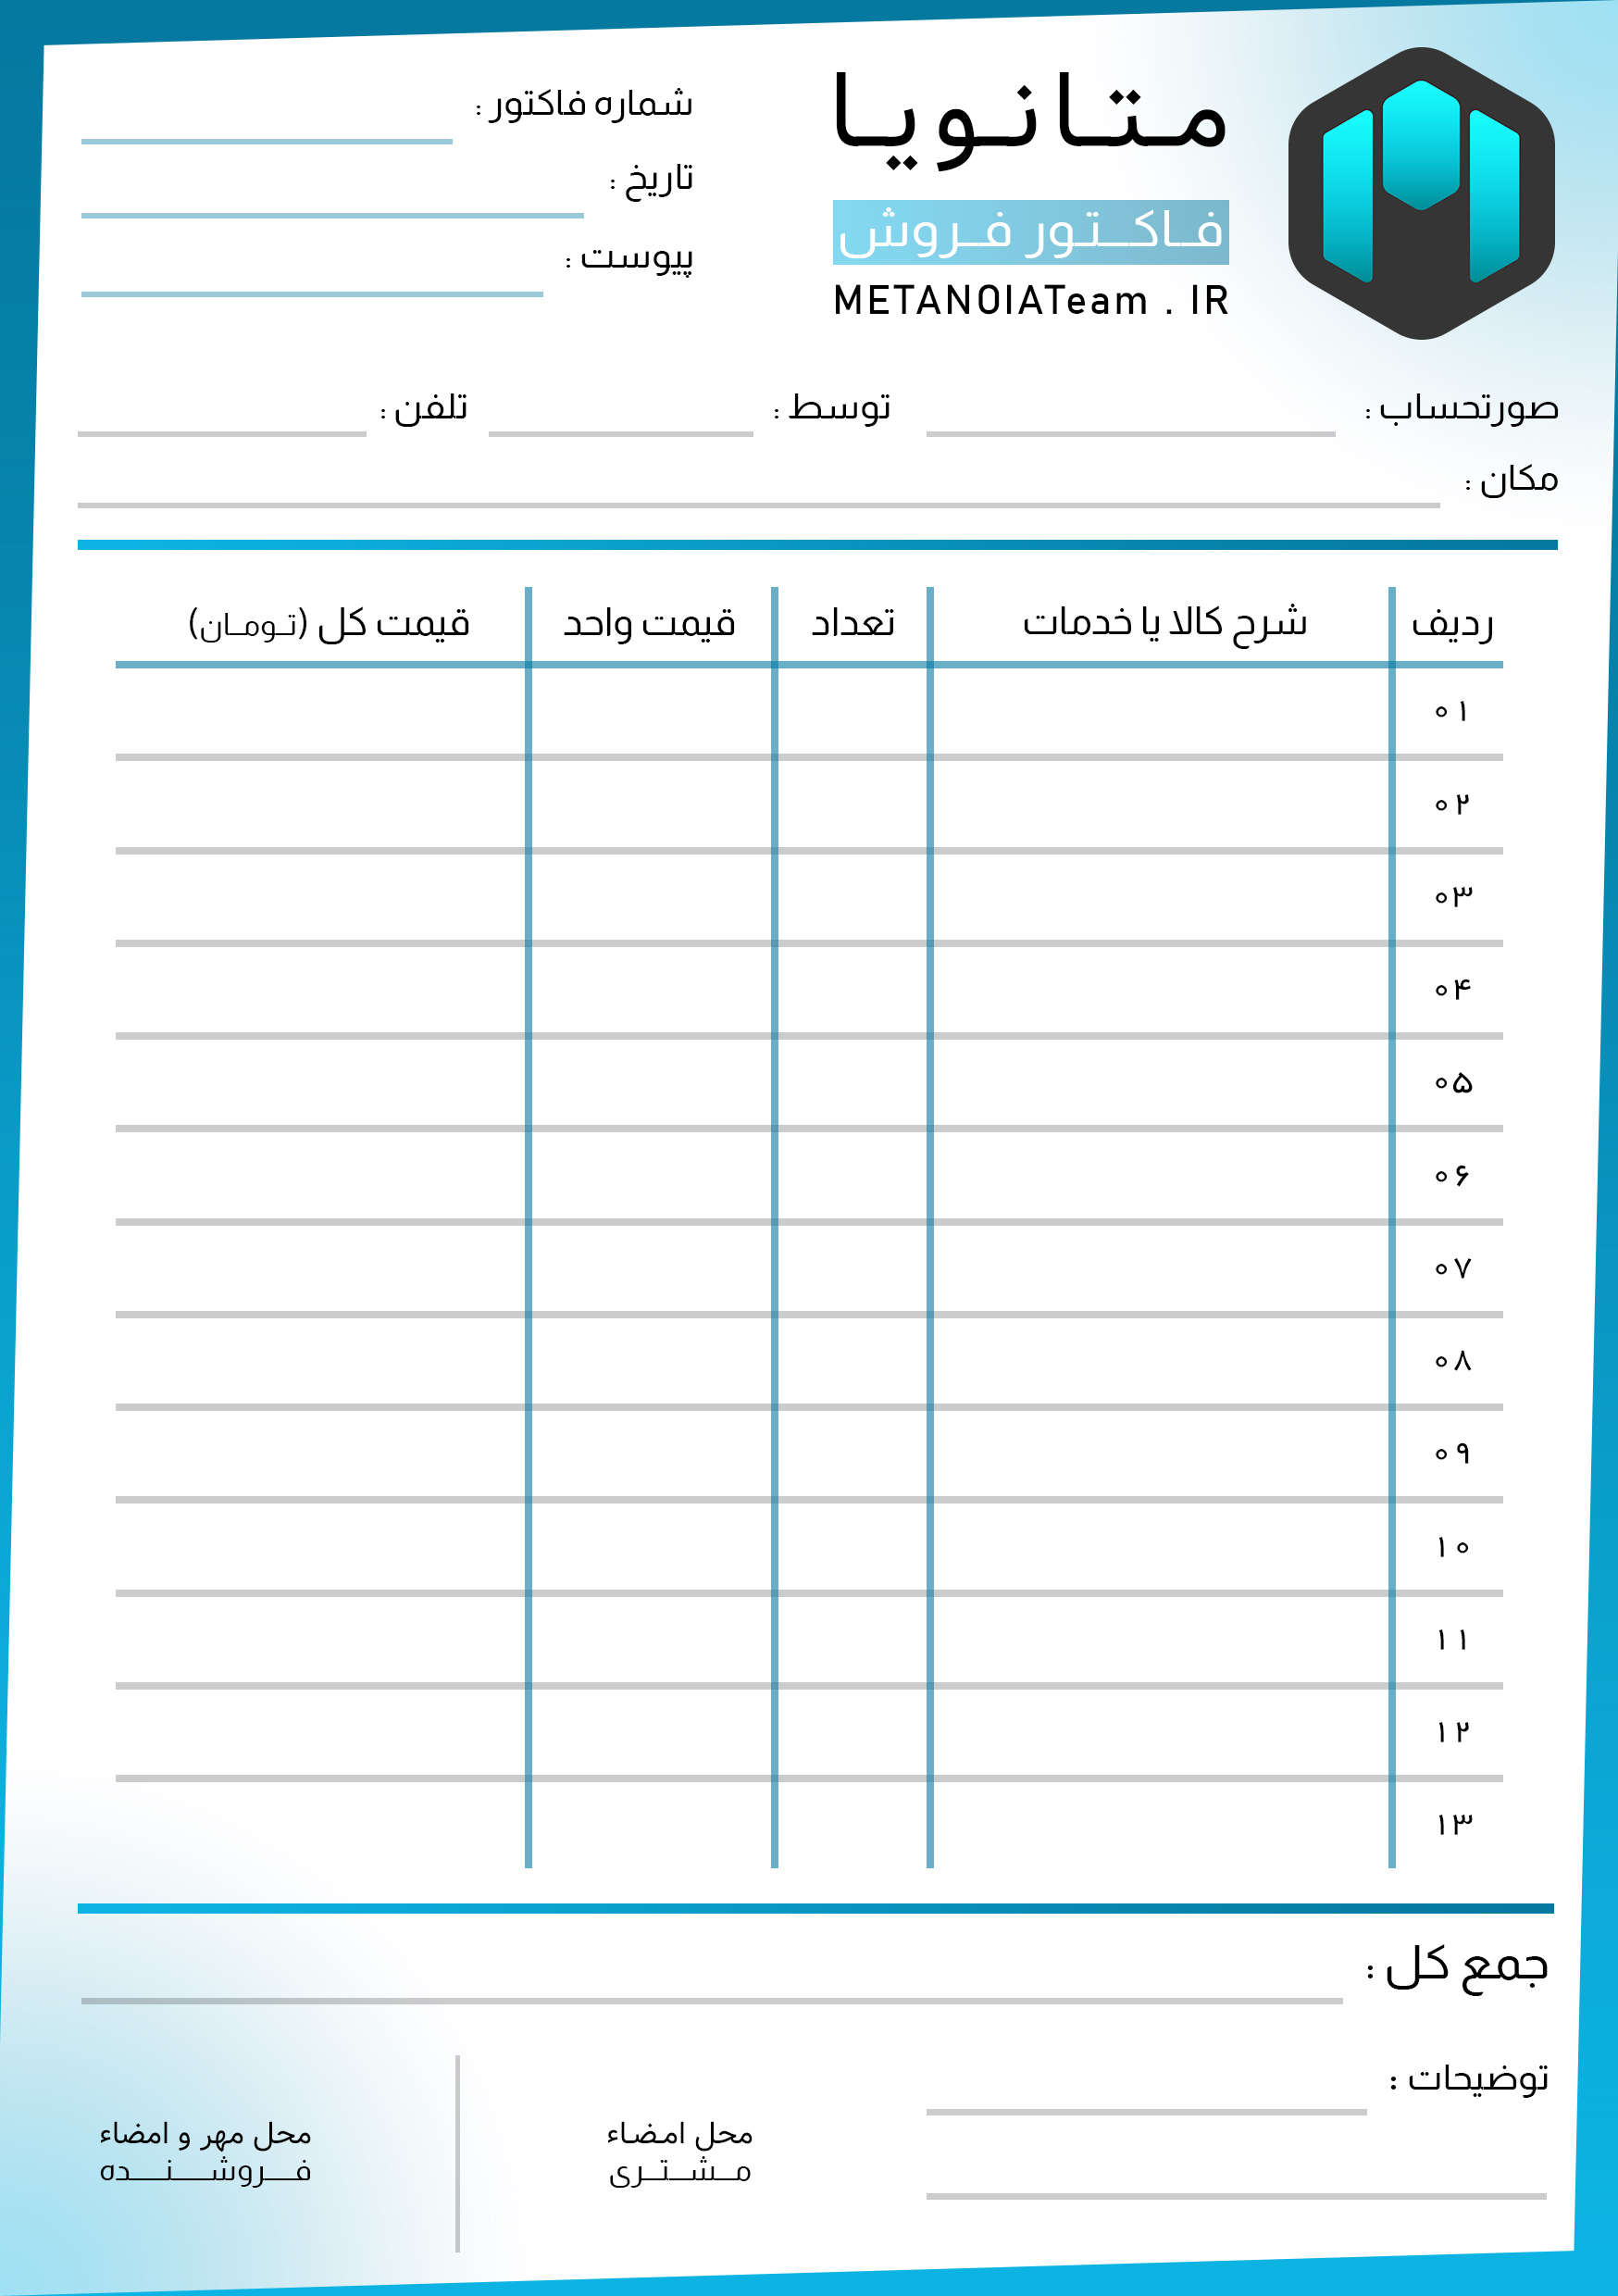 متانویا
فاکتور فروش
METANOIATeam . IR
شماره فاکتور :
تاریخ :
پیوست :
صورتحساب : توسط : تلفن :
مکان :
ردیف شرح کالا یا خدمات تعداد قیمت واحد قیمت کل (تومان)
۰۱
۰۲
۰۳
۰۴
۰۵
۰۶
۰۷
۰۸
۰۹
۱۰
۱۱
۱۲
۱۳
جمع کل :
توضیحات :
محل امضاء
مشتری
محل مهر و امضاء
فروشنده